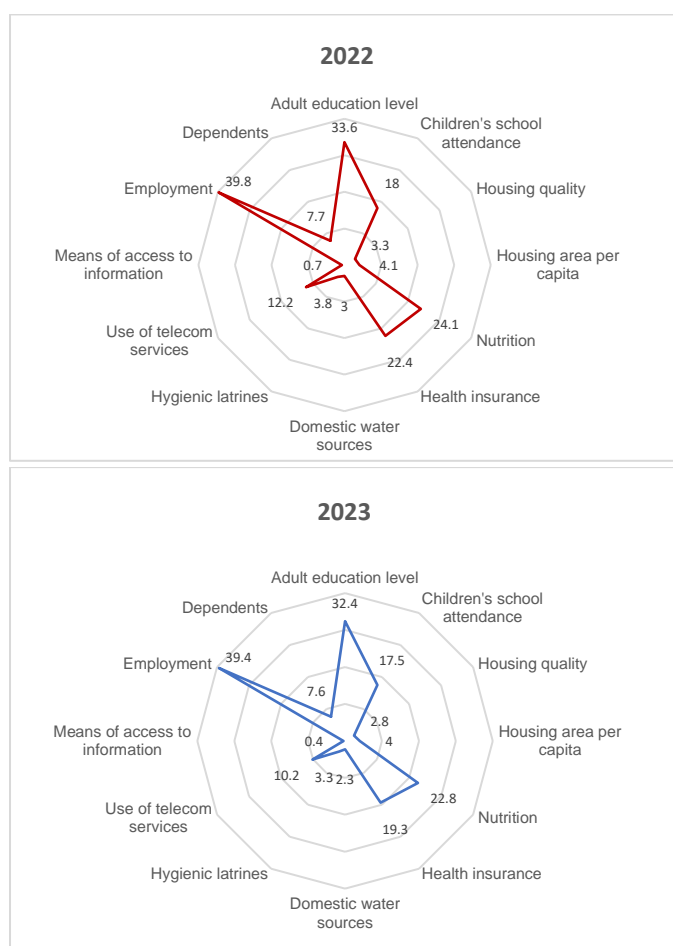 2022
Adult education level
33.6
Dependents
Children's school
attendance
Employment
39.8
18
Housing quality
7.7
3.3
Means of access to
information
0.7
4.1
Housing area per
capita
12.2
3.8
3
24.1
Use of telecom
services
Nutrition
22.4
Hygienic latrines
Health insurance
Domestic water
sources
2023
Adult education level
32.4
Dependents
Children's school
attendance
Employment
39.4
17.5
Housing quality
7.6
2.8
Means of access to
information
0.4
4
Housing area per
capita
10.2
3.3
2.3
22.8
Use of telecom
services
Nutrition
19.3
Hygienic latrines
Health insurance
Domestic water
sources